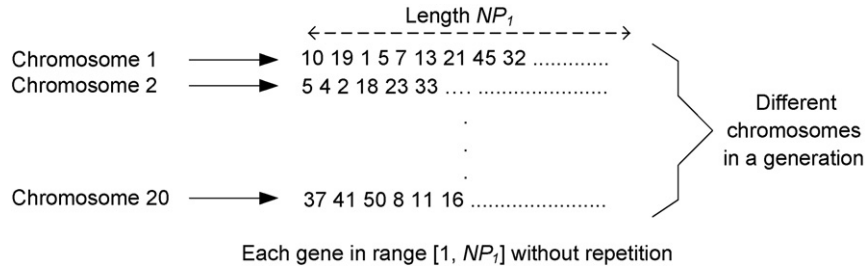 Length NP₁
Chromosome 1 10 19 1 5 7 13 21 45 32 .............
Chromosome 2 5 4 2 18 23 33 .... ........................
.
.
.
Different
chromosomes
in a generation
Chromosome 20 37 41 50 8 11 16 .........................
Each gene in range [1, NP₁] without repetition